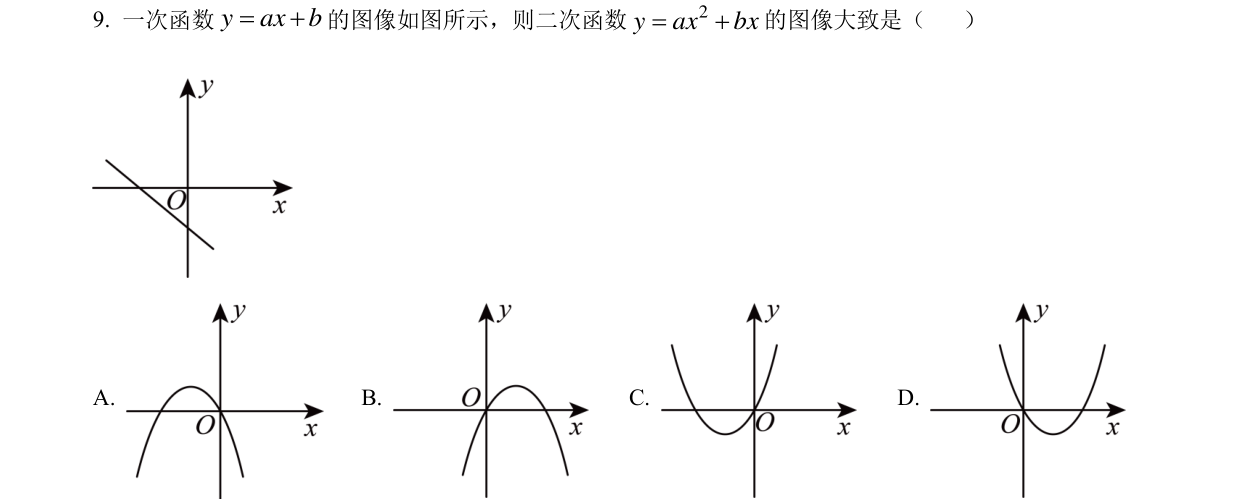 9. 一次函数 y = ax + b 的图像如图所示，则二次函数 y = ax² + bx 的图像大致是（　　）
y
O
x
y y y y
A. B. O C. D.
O x x O x O x